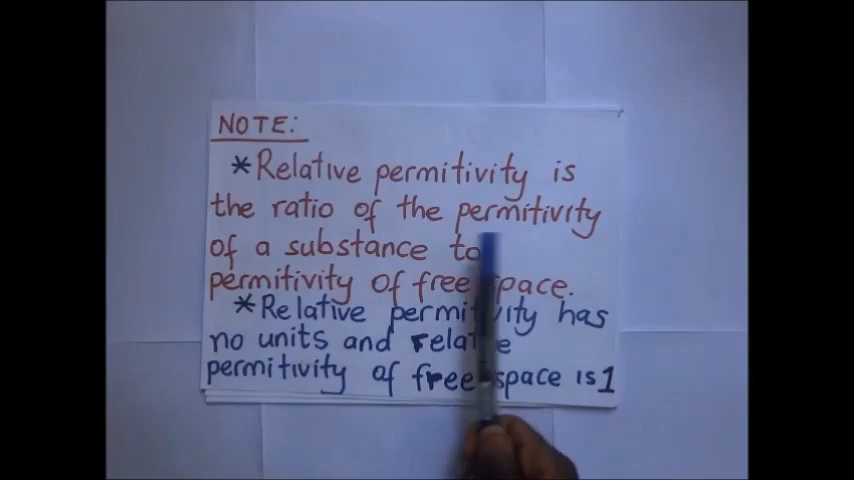 NOTE:
*Relative permitivity is
the ratio of the permitivity
of a substance to
permitivity of free space.
*Relative permitivity has
no units and relative
permitivity of free space is 1